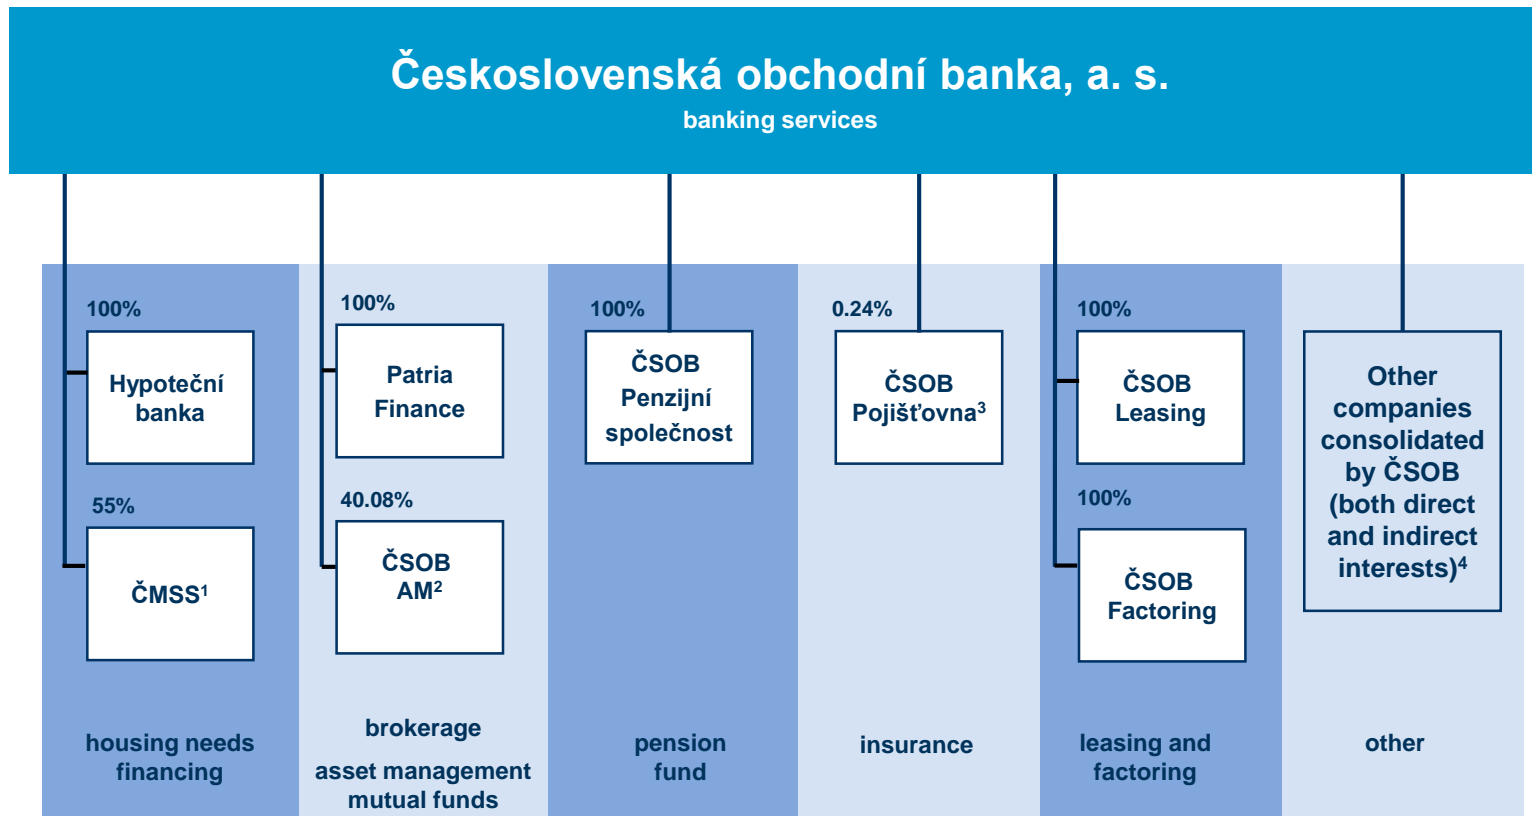 Československá obchodní banka, a. s.
banking services
100%
Hypoteční
banka
55%
ČMSS¹
housing needs
financing
100%
Patria
Finance
40.08%
ČSOB
AM²
brokerage
asset management
mutual funds
100%
ČSOB
Penzijní
společnost
pension
fund
0.24%
ČSOB
Pojišťovna³
insurance
100%
ČSOB
Leasing
100%
ČSOB
Factoring
leasing and
factoring
Other
companies
consolidated
by ČSOB
(both direct
and indirect
interests)⁴
other